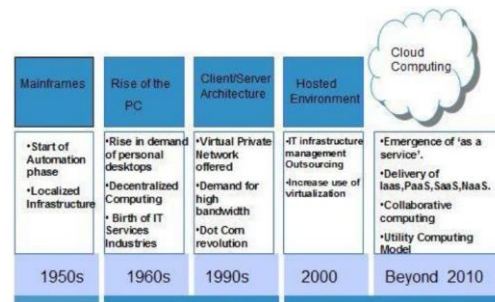 Mainframes
Rise of the
PC
Client/Server
Architecture
Hosted
Environment
Cloud
Computing
•Start of
Automation
phase
•Localized
Infrastructure
•Rise in demand
of personal
desktops
•Decentralized
Computing
• Birth of IT
Services
Industries
•Virtual Private
Network
offered
•Demand for
high
bandwidth
•Dot Com
revolution
•IT infrastructure
management
Outsourcing
•Increase use of
virtualization
•Emergence of 'as a
service'.
•Delivery of
Iaas,PaaS,SaaS,NaaS.
•Collaborative
computing
•Utility Computing
Model
1950s
1960s
1990s
2000
Beyond 2010